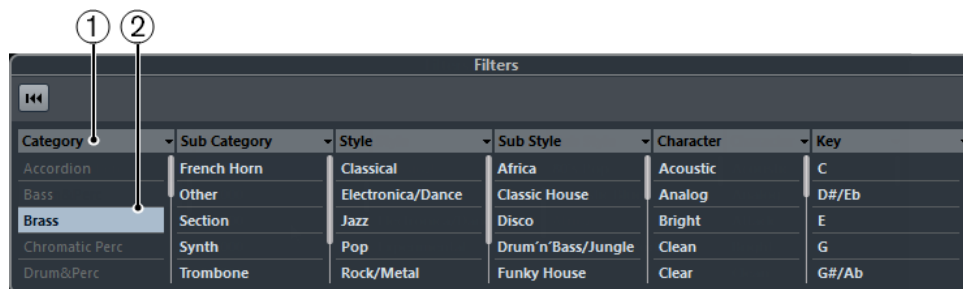 1 2
Filters
Category Sub Category Style Sub Style Character Key
Accordion French Horn Classical Africa Acoustic C
Bass Other Electronica/Dance Classic House Analog D#/Eb
Brass Section Jazz Disco Bright E
Chromatic Perc Synth Pop Drum´n´Bass/Jungle Clean G
Drum&Perc Trombone Rock/Metal Funky House Clear G#/Ab